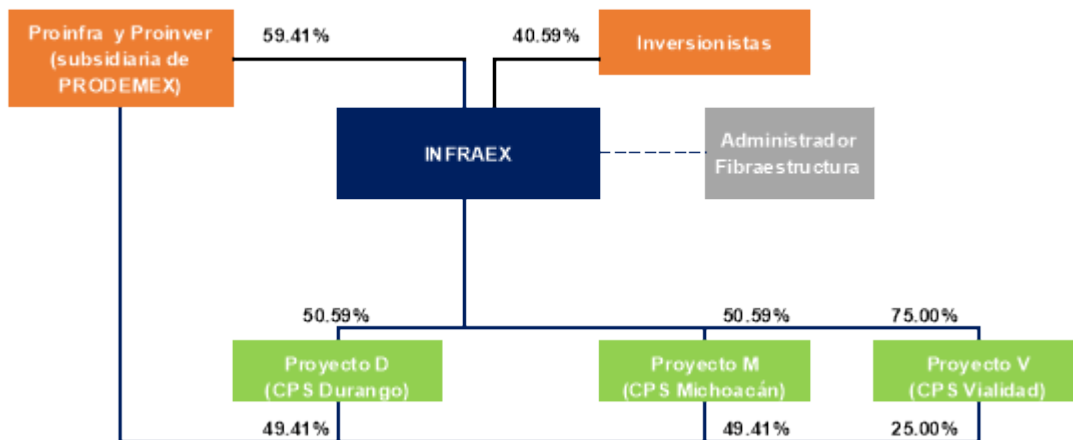 Proinfra y Proinver
(subsidiaria de
PRODEMEX)
59.41%
40.59%
Inversionistas
INFRAEX
Administrador
Fibraestructura
50.59%
50.59%
75.00%
Proyecto D
(CPS Durango)
Proyecto M
(CPS Michoacán)
Proyecto V
(CPS Vialidad)
49.41%
49.41%
25.00%